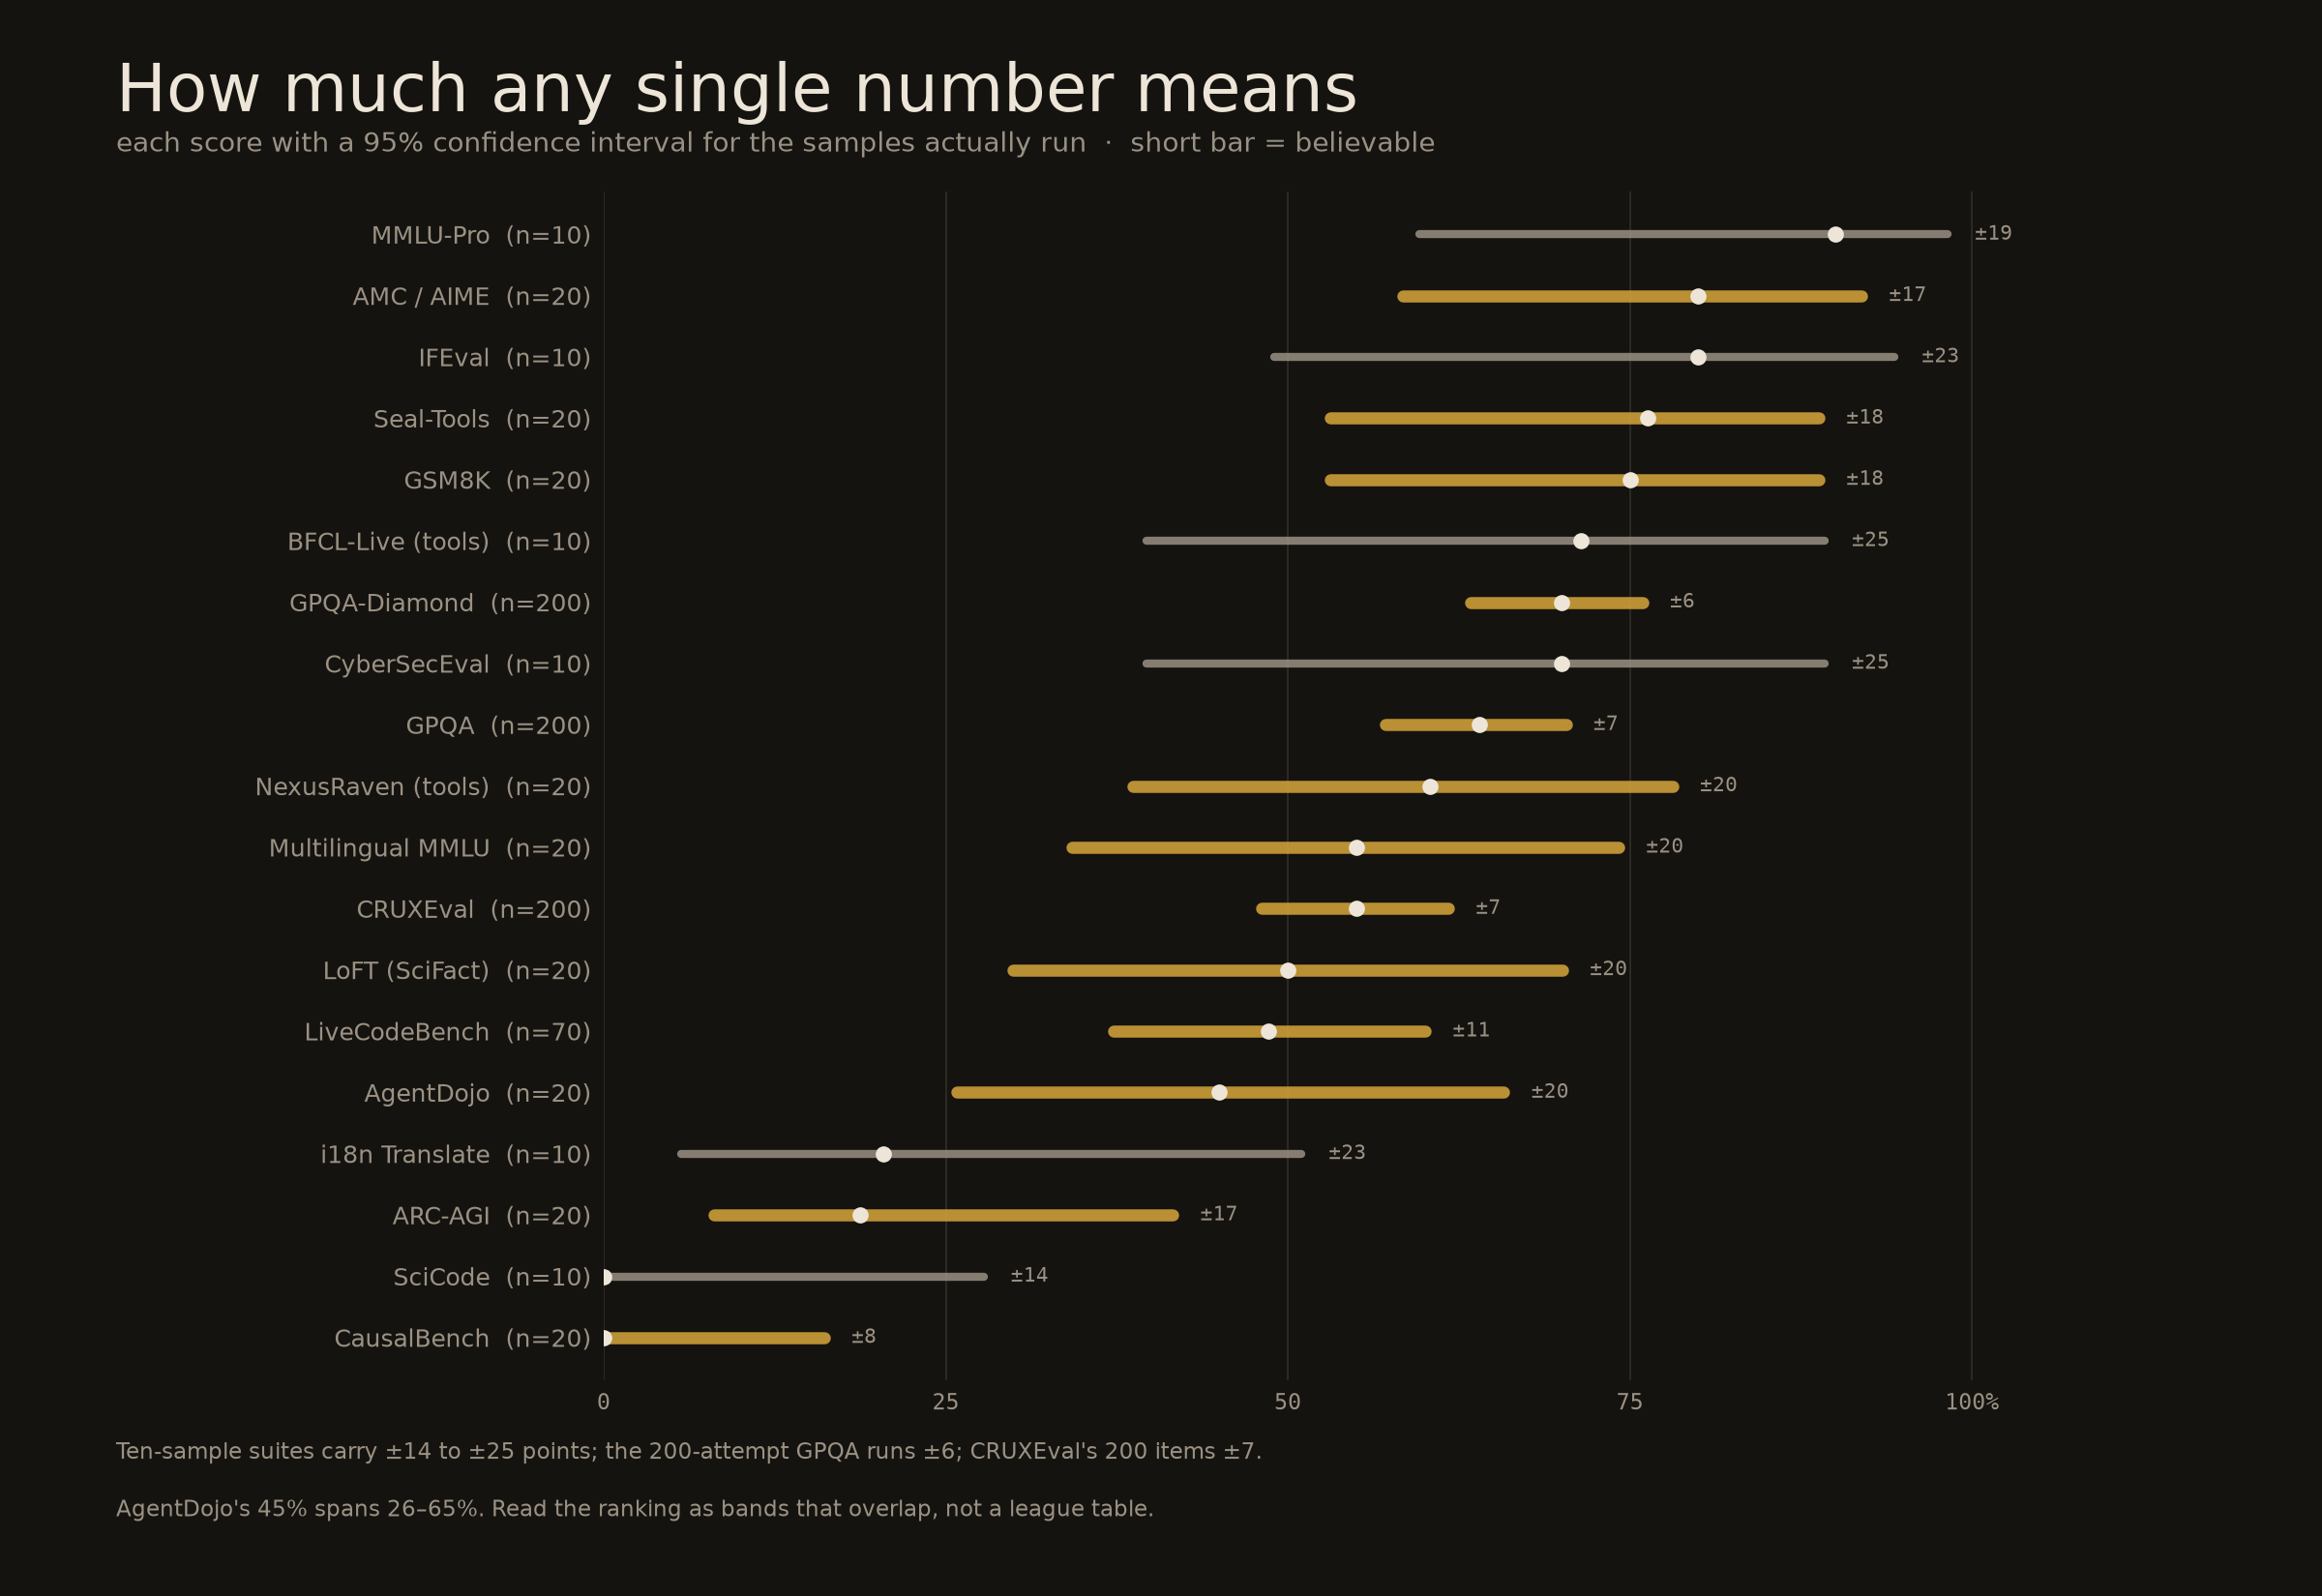 How much any single number means
each score with a 95% confidence interval for the samples actually run · short bar = believable
MMLU-Pro (n=10) ±19
AMC / AIME (n=20) ±17
IFEval (n=10) ±23
Seal-Tools (n=20) ±18
GSM8K (n=20) ±18
BFCL-Live (tools) (n=10) ±25
GPQA-Diamond (n=200) ±6
CyberSecEval (n=10) ±25
GPQA (n=200) ±7
NexusRaven (tools) (n=20) ±20
Multilingual MMLU (n=20) ±20
CRUXEval (n=200) ±7
LoFT (SciFact) (n=20) ±20
LiveCodeBench (n=70) ±11
AgentDojo (n=20) ±20
i18n Translate (n=10) ±23
ARC-AGI (n=20) ±17
SciCode (n=10) ±14
CausalBench (n=20) ±8
0 25 50 75 100%
Ten-sample suites carry ±14 to ±25 points; the 200-attempt GPQA runs ±6; CRUXEval's 200 items ±7.
AgentDojo's 45% spans 26–65%. Read the ranking as bands that overlap, not a league table.